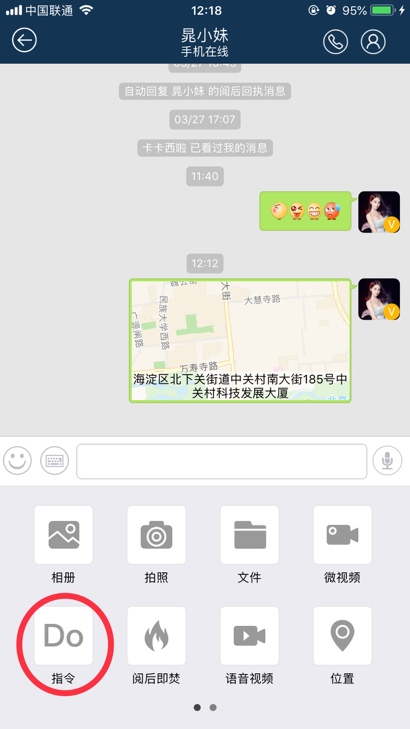 中国联通
12:18
95%
晁小妹
手机在线
自动回复 晁小妹 的阅后回执消息
03/27 17:07
卡卡西啦 已看过我的消息
11:40
V
12:12
大街
大慧寺路
民族大学西路
万寿寺路
海淀区北下关街道中关村南大街185号中
关村科技发展大厦
V
相册
拍照
文件
微视频
Do
指令
阅后即焚
语音视频
位置